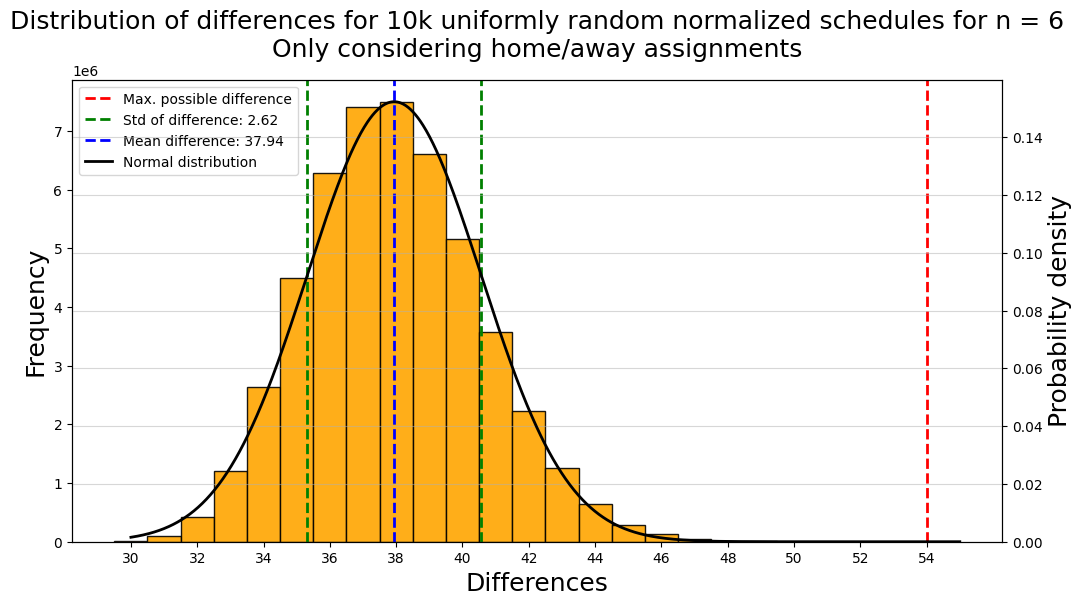 Distribution of differences for 10k uniformly random normalized schedules for n = 6
Only considering home/away assignments
1e6
Max. possible difference
Std of difference: 2.62
Mean difference: 37.94
Normal distribution
7
6
5
4
3
2
1
0
Frequency
0.14
0.12
0.10
0.08
0.06
0.04
0.02
0.00
Probability density
30 32 34 36 38 40 42 44 46 48 50 52 54
Differences